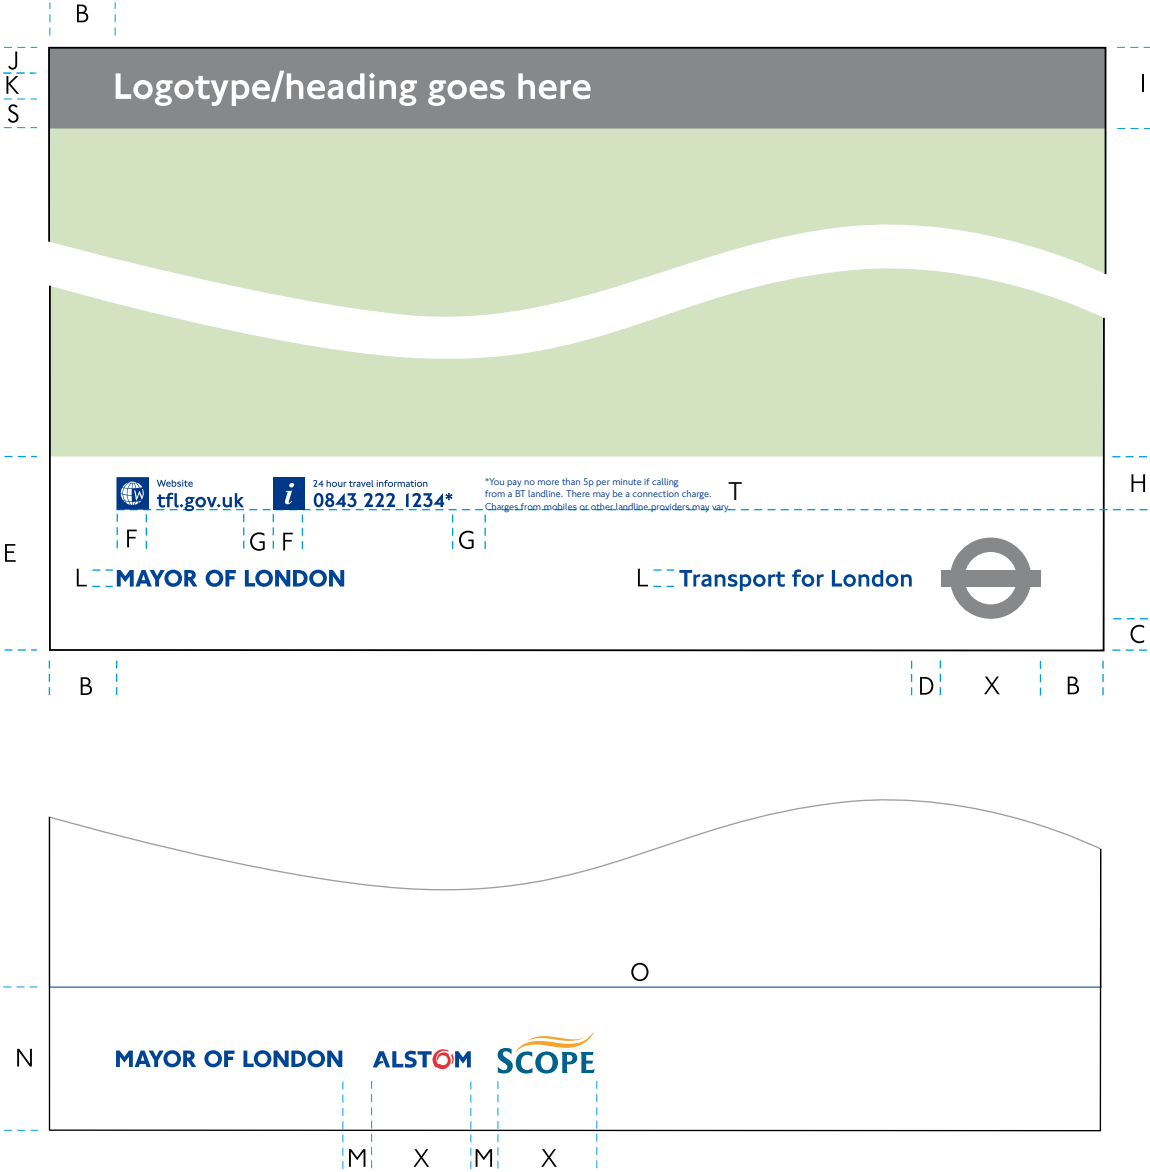 B
J
K
S
I
Logotype/heading goes here
E
H
Website
tfl.gov.uk
24 hour travel information
0843 222 1234*
*You pay no more than 5p per minute if calling
from a BT landline. There may be a connection charge.
Charges from mobiles or other landline providers may vary.
T
F
G
F
G
L
MAYOR OF LONDON
L
Transport for London
C
B
D
X
B
O
N
MAYOR OF LONDON
ALSTOM
SCOPE
M
X
M
X